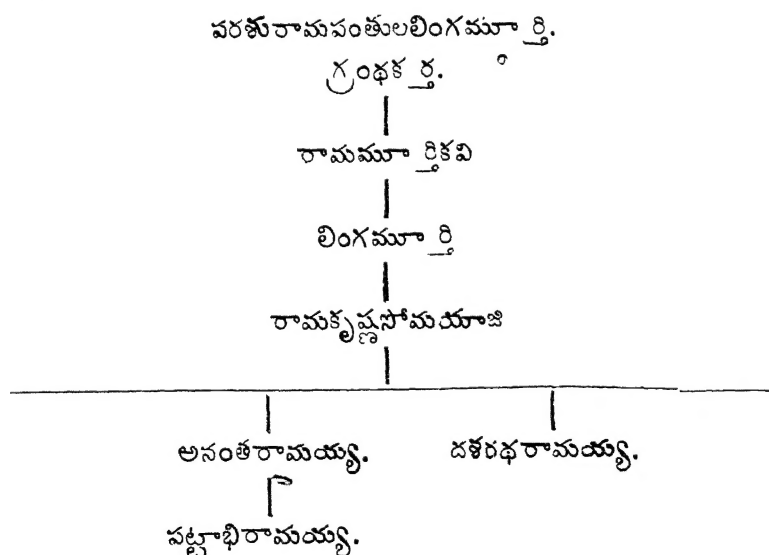 పరశురామపంతులలింగమూర్తి.
గ్రంథకర్త.
రామమూర్తికవి
లింగమూర్తి
రామకృష్ణసోమయాజి
అనంతరామయ్య. దశరథరామయ్య.
పట్టాభిరామయ్య.